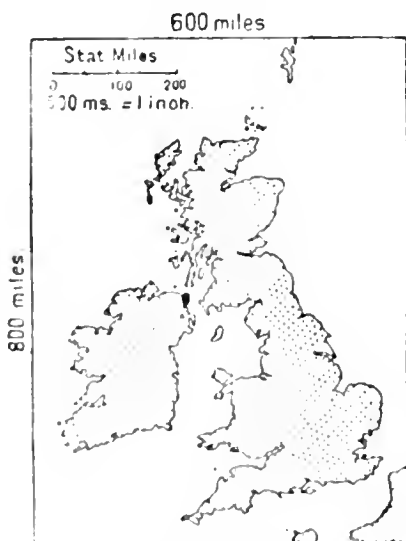 600 miles
Stat Miles
0 100 200
ms. = 1 inch.
800 miles